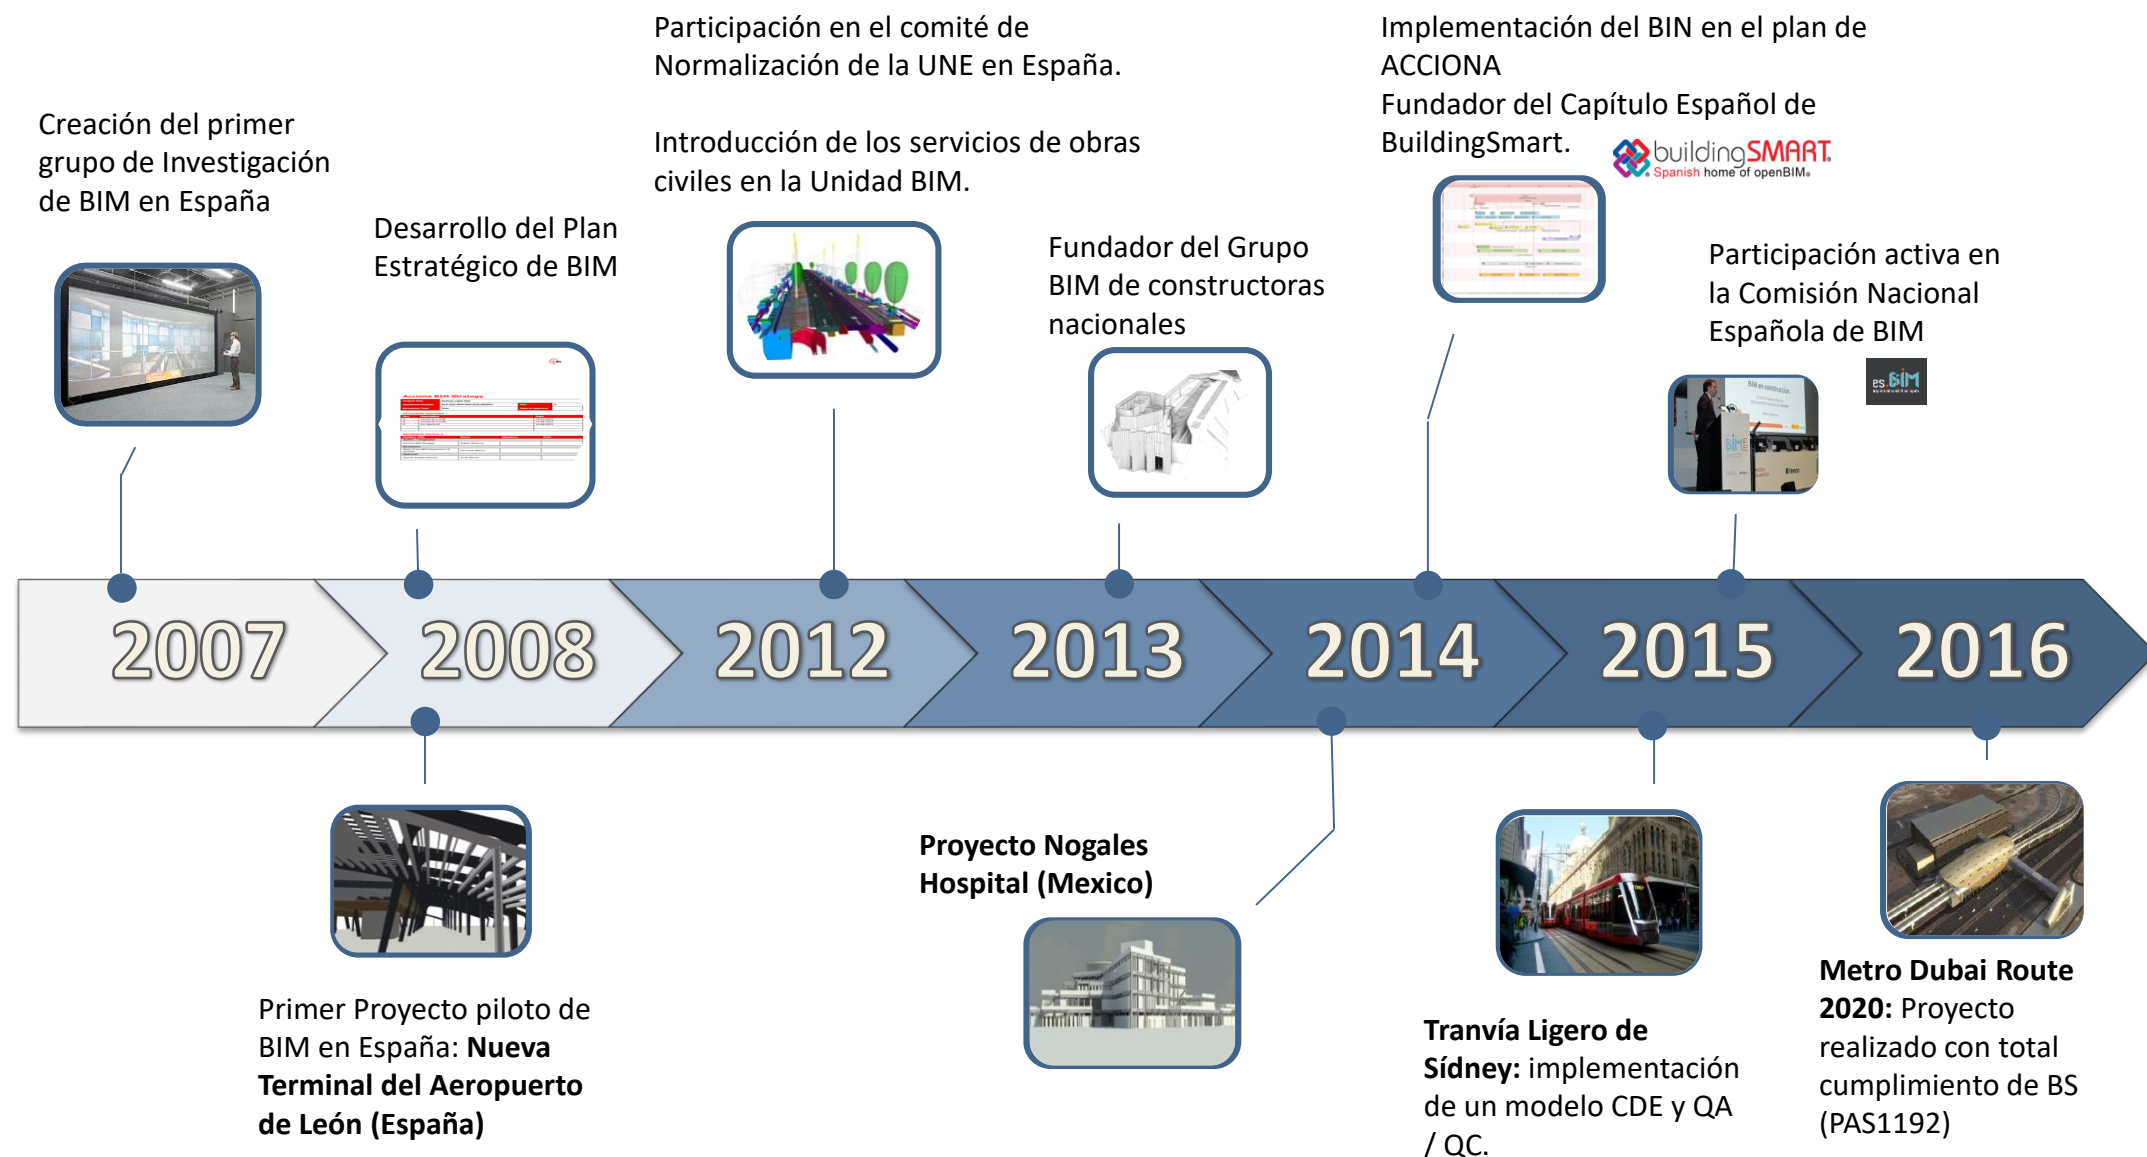 Participación en el comité de
Normalización de la UNE en España.
Introducción de los servicios de obras
civiles en la Unidad BIM.
Implementación del BIN en el plan de
ACCIONA
Fundador del Capítulo Español de
BuildingSmart.
buildingSMART
Spanish home of openBIM
Creación del primer
grupo de Investigación
de BIM en España
Desarrollo del Plan
Estratégico de BIM
Fundador del Grupo
BIM de constructoras
nacionales
Participación activa en
la Comisión Nacional
Española de BIM
es.BIM
Acciona BIM Strategy
BIM en construcción
2007
2008
2012
2013
2014
2015
2016
Primer Proyecto piloto de
BIM en España: Nueva
Terminal del Aeropuerto
de León (España)
Proyecto Nogales
Hospital (Mexico)
Tranvía Ligero de
Sídney: implementación
de un modelo CDE y QA
/ QC.
Metro Dubai Route
2020: Proyecto
realizado con total
cumplimiento de BS
(PAS1192)